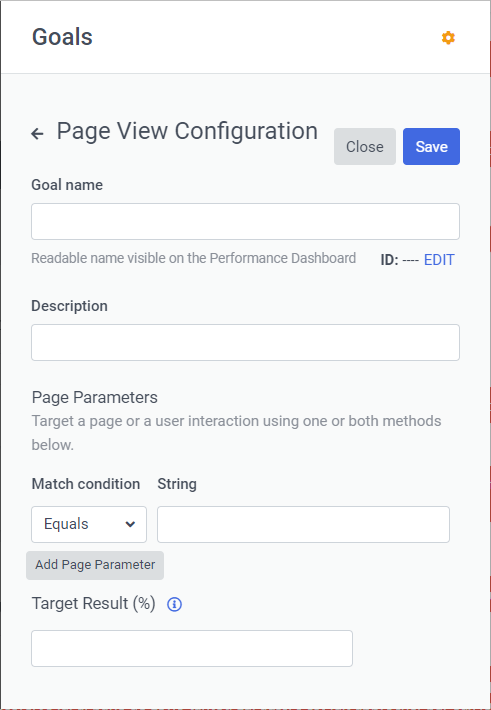 Goals
Page View Configuration
Close
Save
Goal name
Readable name visible on the Performance Dashboard
ID: ---- EDIT
Description
Page Parameters
Target a page or a user interaction using one or both methods
below.
Match condition
String
Equals
Add Page Parameter
Target Result (%)